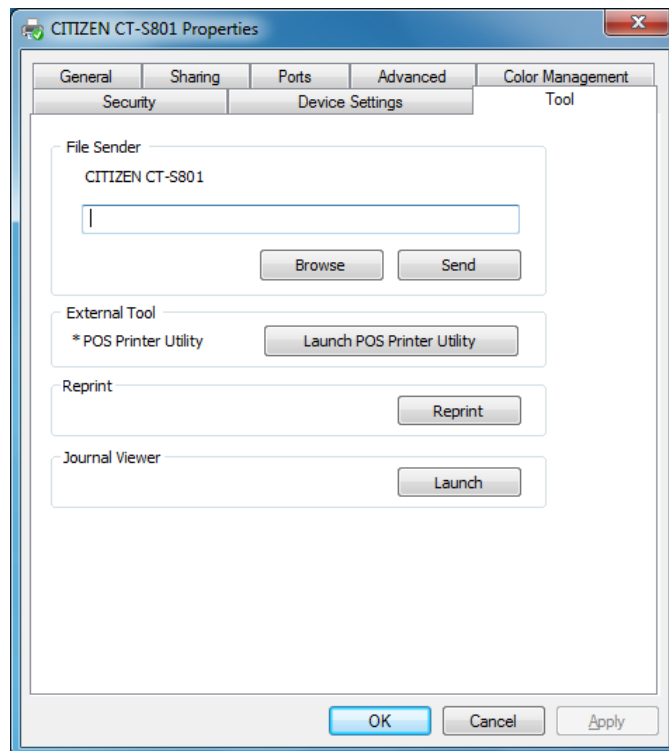 CITIZEN CT-S801 Properties
General Sharing Ports Advanced Color Management
Security Device Settings Tool
File Sender
CITIZEN CT-S801
Browse Send
External Tool
* POS Printer Utility Launch POS Printer Utility
Reprint
Reprint
Journal Viewer
Launch
OK Cancel Apply